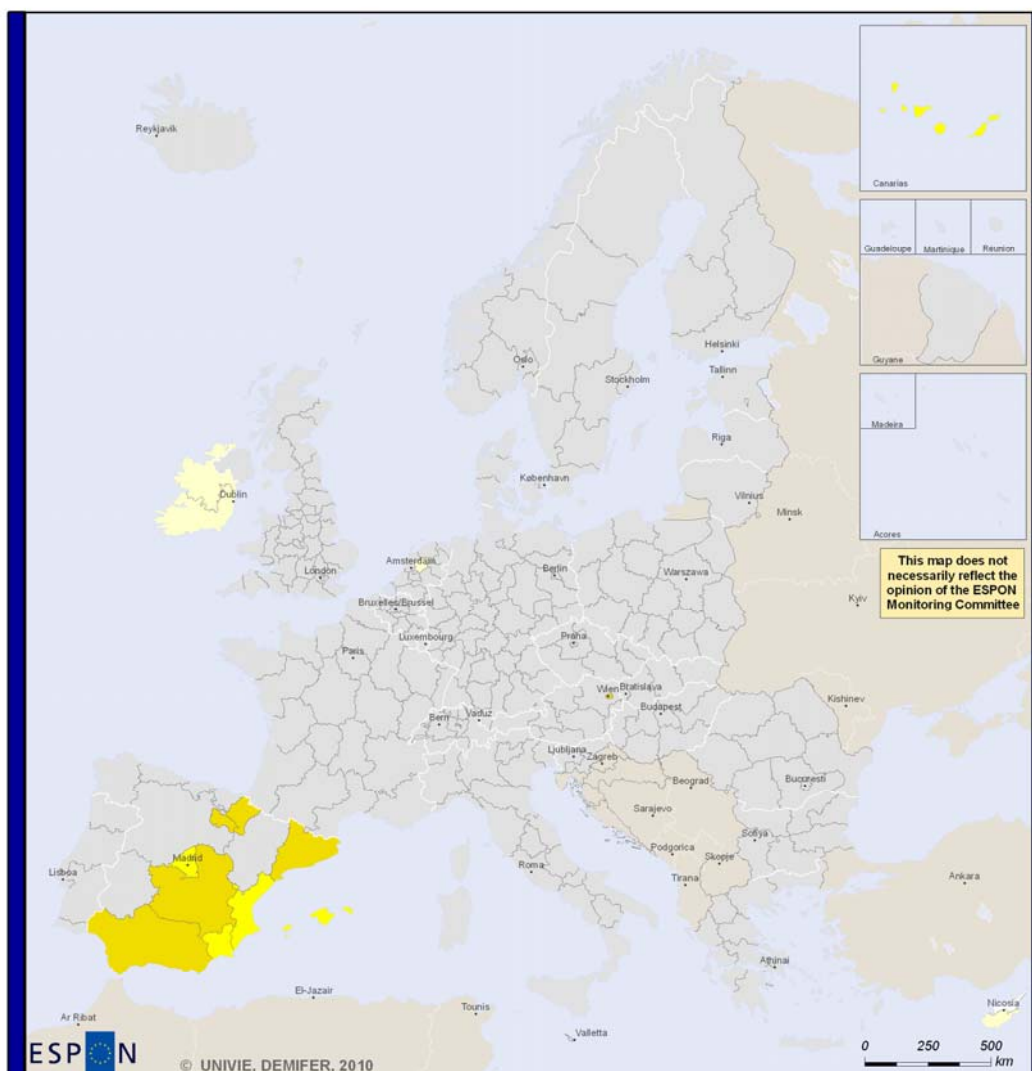 Reykjavik
Canarias
Guadeloupe
Martinique
Reunion
Guyane
Helsinki
Oslo
Tallinn
Stockholm
Madeira
Riga
København
Dublin
Vilnius
Minsk
Acores
This map does not
necessarily reflect the
opinion of the ESPON
Monitoring Committee
Amsterdam
Berlin
London
Warszawa
Kyiv
Bruxelles/Brussel
Luxembourg
Praha
Paris
Wien
Bratislava
Kishinev
Bern
Vaduz
Budapest
Ljubljana
Zagreb
Beograd
Bucuresti
Sarajevo
Sofiya
Podgorica
Skopje
Madrid
Roma
Lisboa
Tirana
Ankara
Athinai
El-Jazair
Tounis
Nicosia
Ar Ribat
Valletta
ESPON
© UNIVIE, DEMIFER, 2010
0 250 500
km